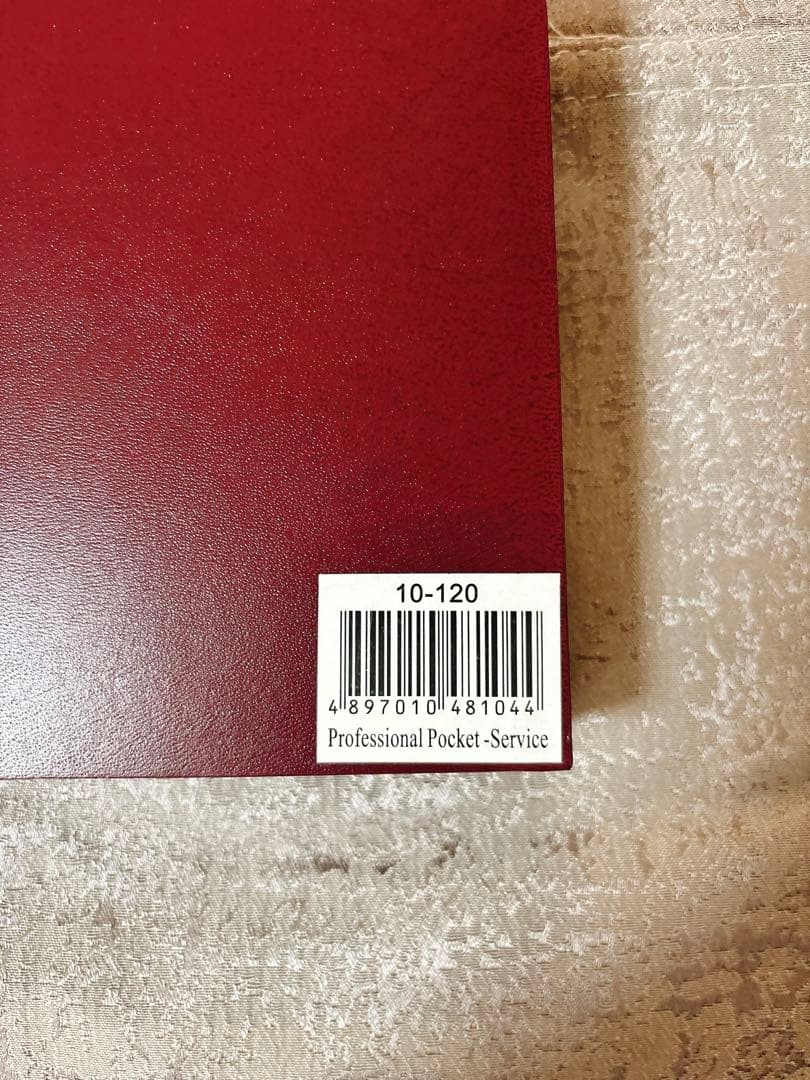 10-120
4 897010 481044
Professional Pocket -Service